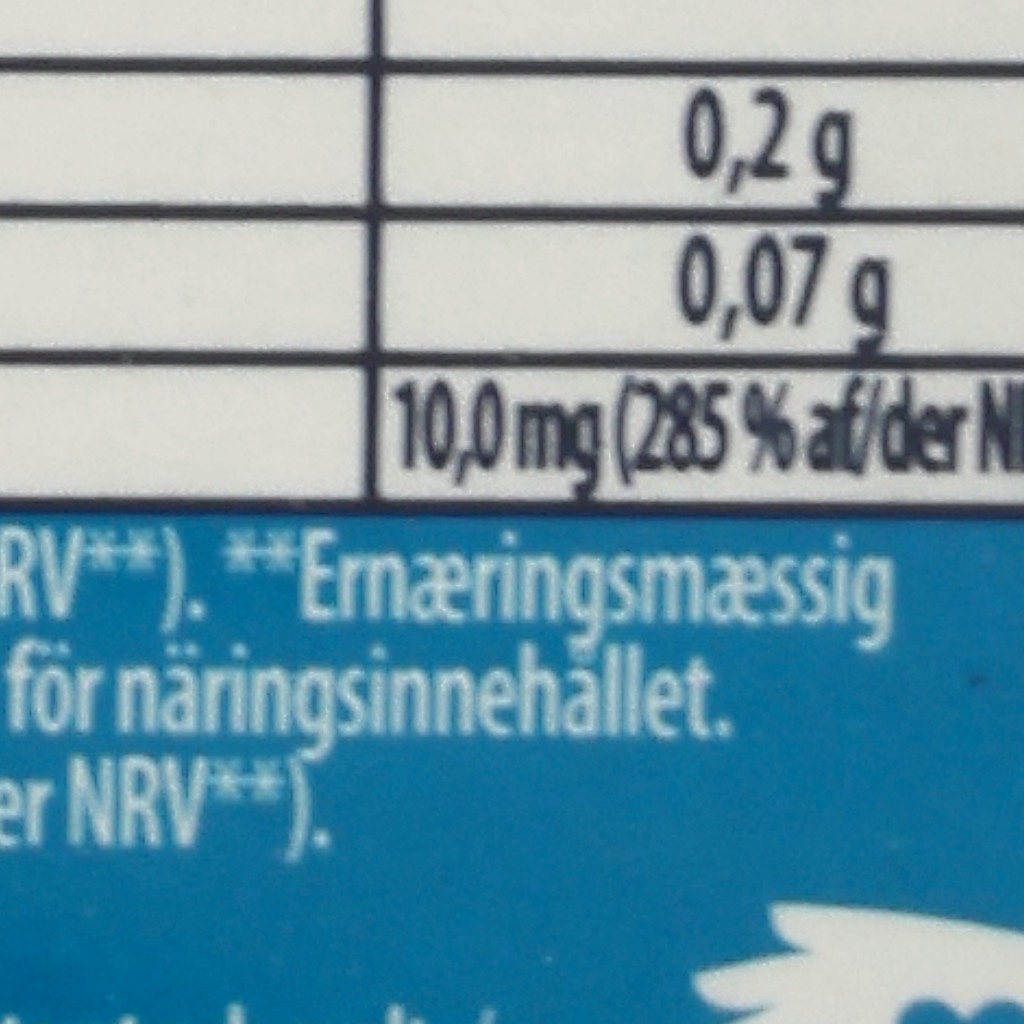 0,2 g
0,07 g
10,0 mg (285 % af/der
RV**). **Ernæringsmæssig
för näringsinnehållet.
er NRV**).